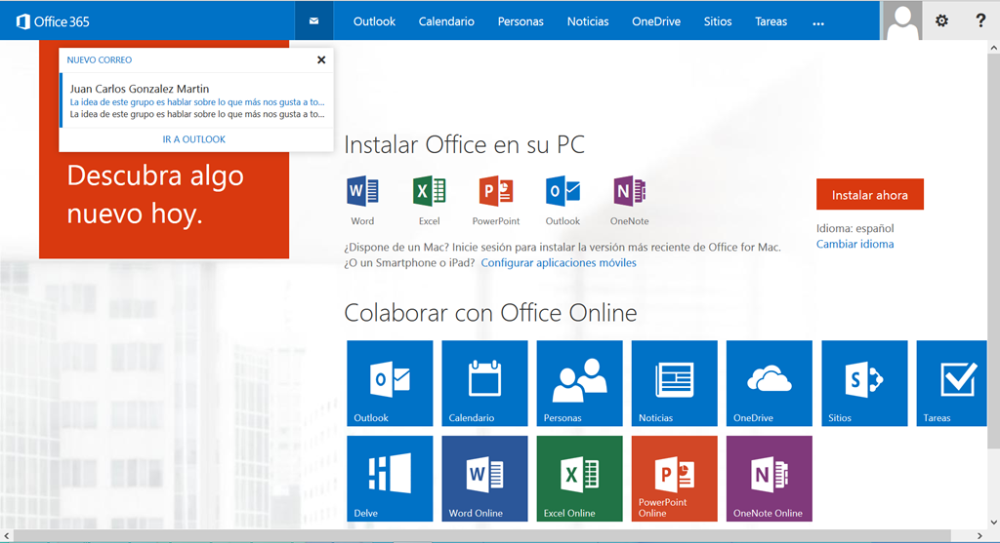 Office 365
Outlook
Calendario
Personas
Noticias
OneDrive
Sitios
Tareas
...
?
NUEVO CORREO
Juan Carlos Gonzalez Martin
La idea de este grupo es hablar sobre lo que más nos gusta a to...
La idea de este grupo es hablar sobre lo que más nos gusta a to...
IR A OUTLOOK
Descubra algo
nuevo hoy.
Instalar Office en su PC
Word
Excel
PowerPoint
Outlook
OneNote
¿Dispone de un Mac? Inicie sesión para instalar la versión más reciente de Office for Mac.
¿O un Smartphone o iPad? Configurar aplicaciones móviles
Instalar ahora
Idioma: español
Cambiar idioma
Colaborar con Office Online
Outlook
Calendario
Personas
Noticias
OneDrive
Sitios
Tareas
Delve
Word Online
Excel Online
PowerPoint
Online
OneNote Online